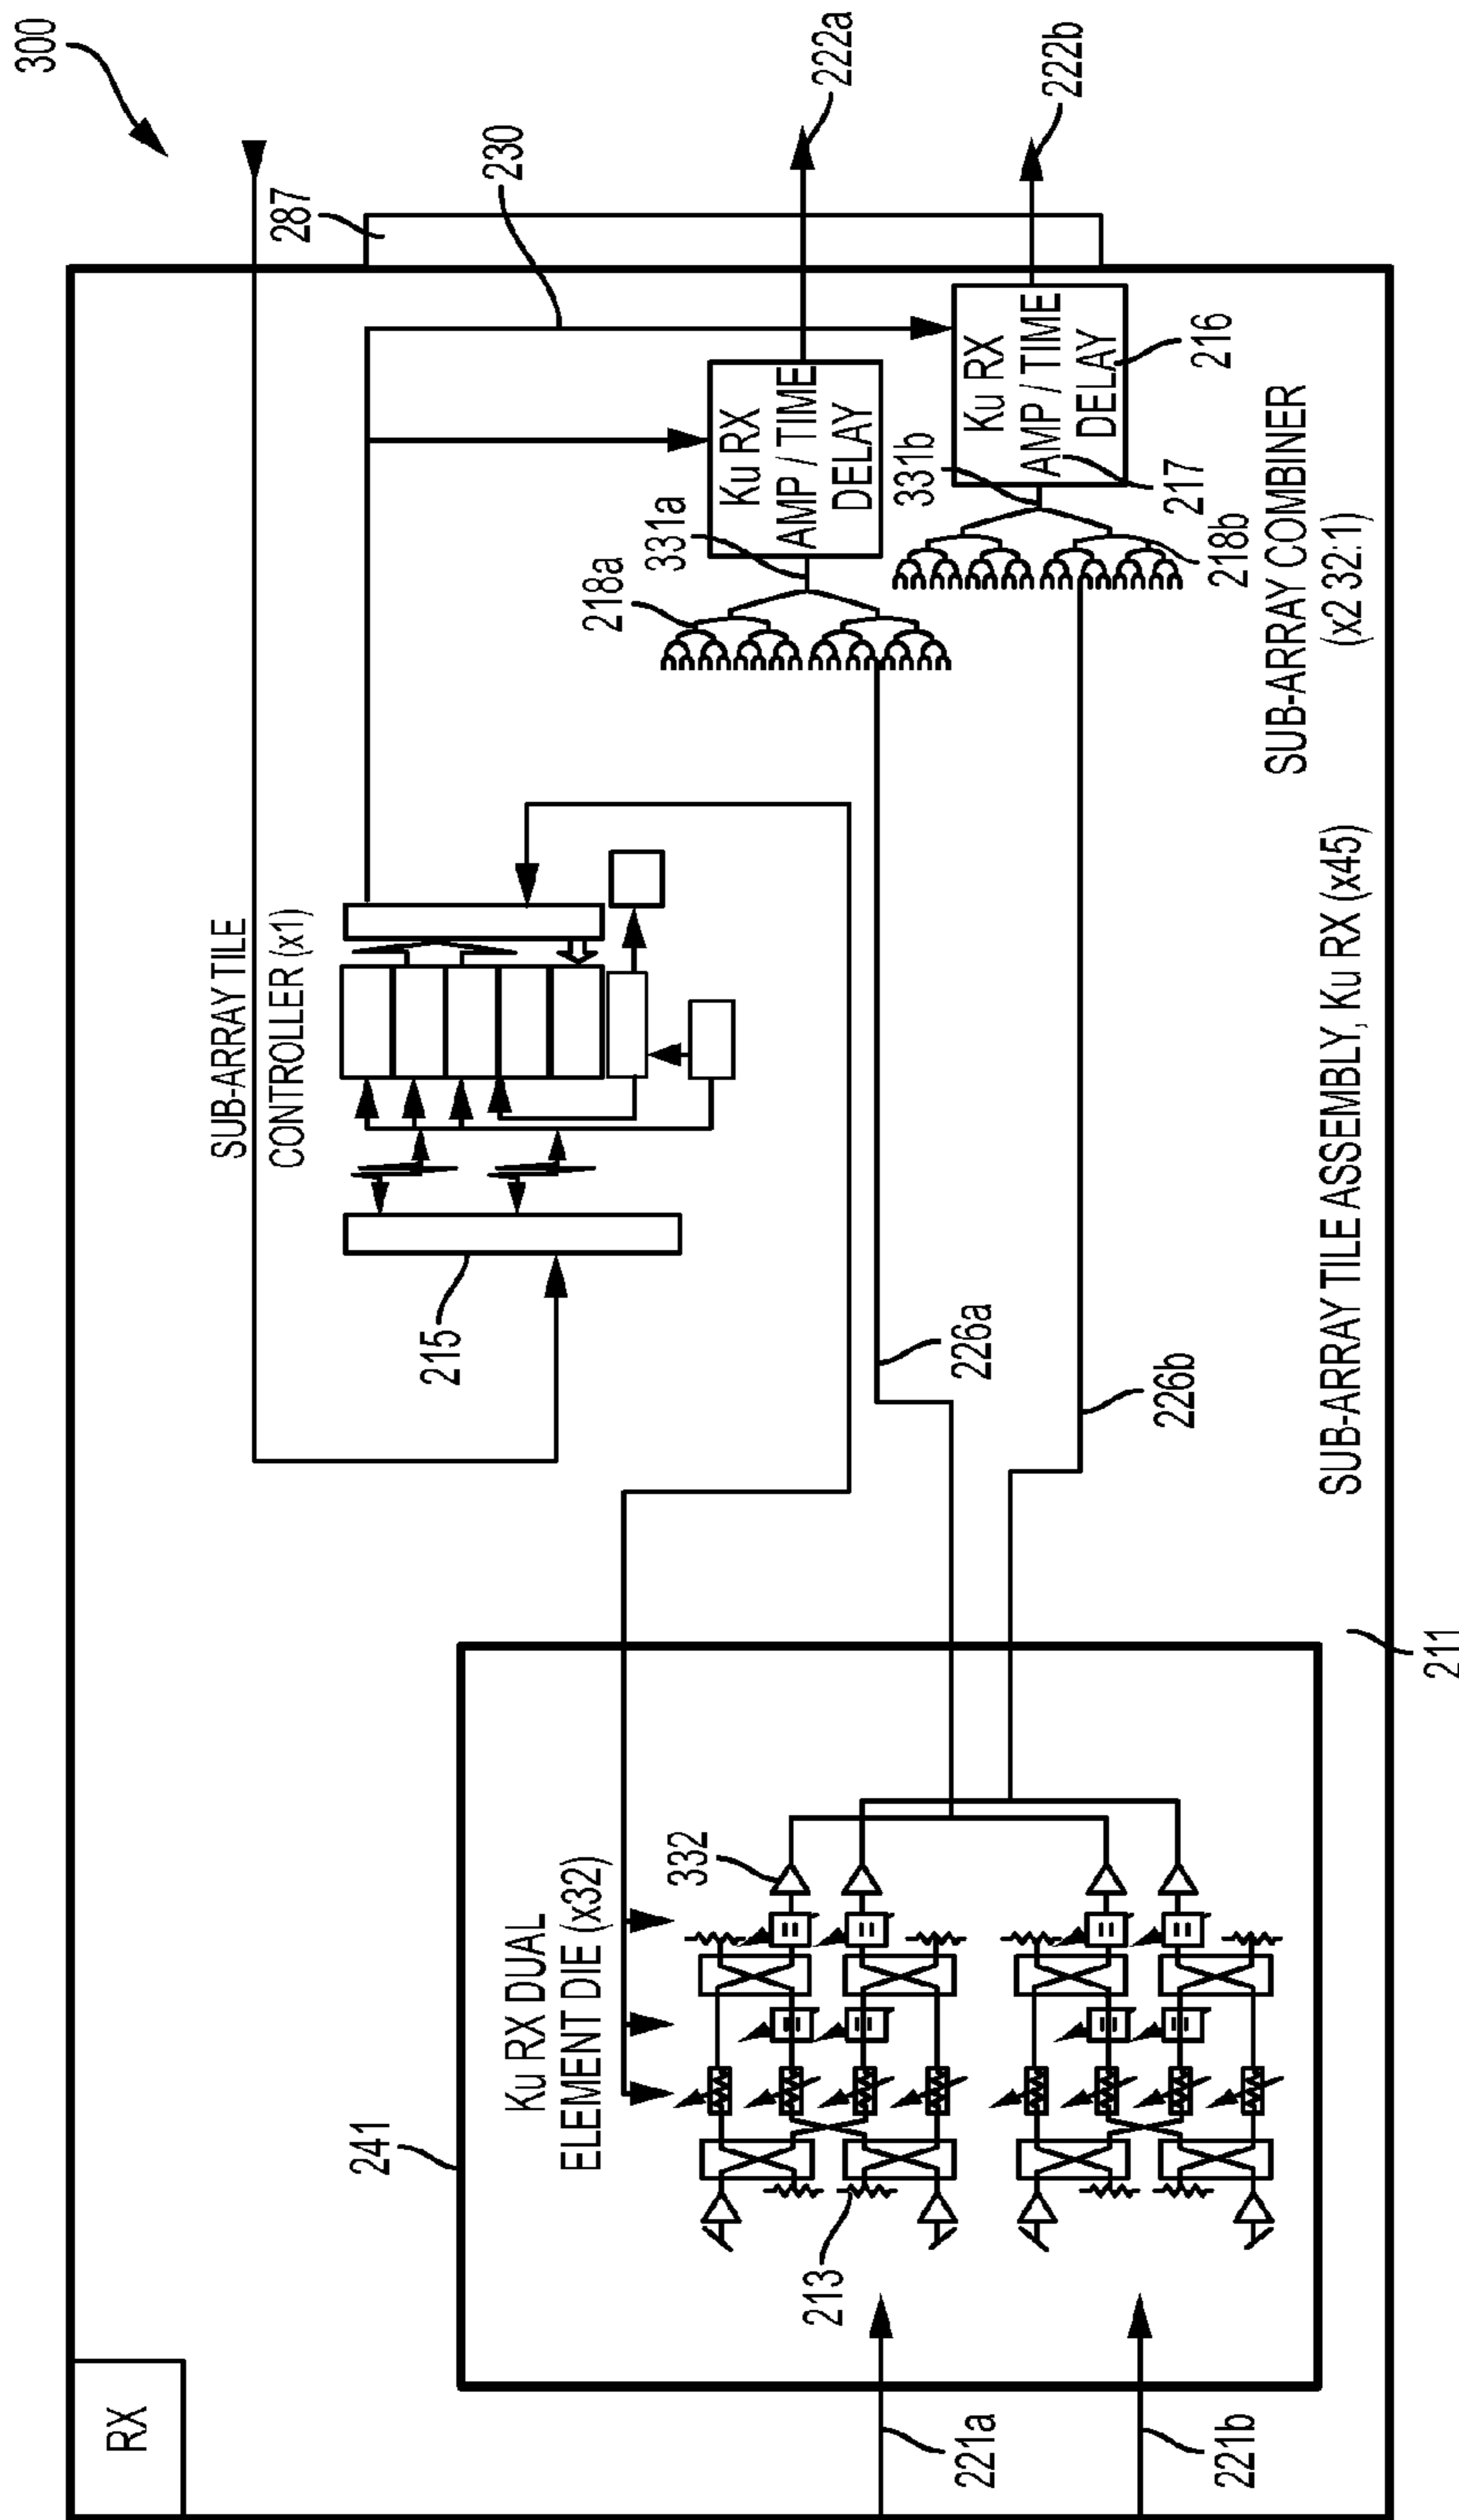 300
RX
SUB-ARRAY TILE
CONTROLLER (x1)
287
241
215
230
Ku RX DUAL
ELEMENT DIE (x32)
218a
331a
332
Ku RX
AMP / TIME
DELAY
213
222a
331b
221a
226a
Ku RX
AMP / TIME
DELAY
222b
226b
217
216
218b
221b
SUB-ARRAY COMBINER
(x2 32:1)
SUB-ARRAY TILE ASSEMBLY, Ku RX (x45)
211